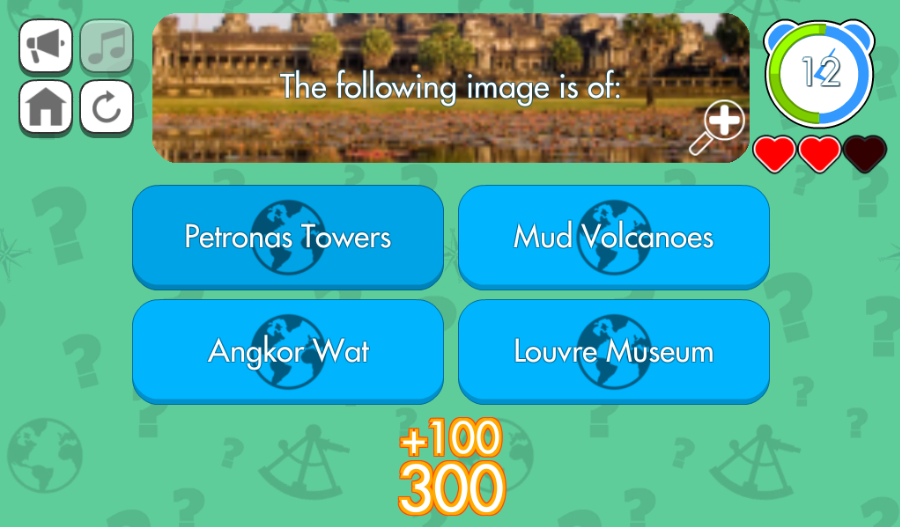 The following image is of:
12
Petronas Towers
Mud Volcanoes
Angkor Wat
Louvre Museum
+100
300